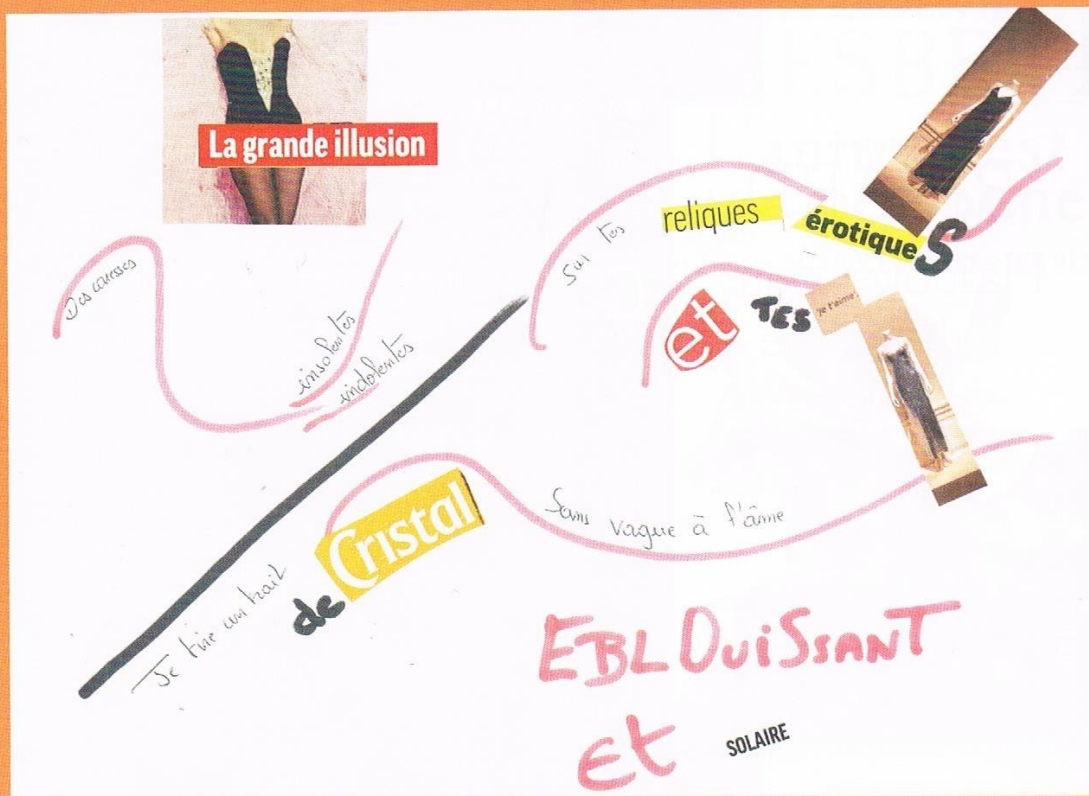 La grande illusion
Des caresses
insolentes
indolentes
Je tire un trait
sur tes reliques érotiqueS
et TES je t'aime.
de Cristal
Sans vague à l'âme
EBLOuiSSANT
Et SOLAIRE